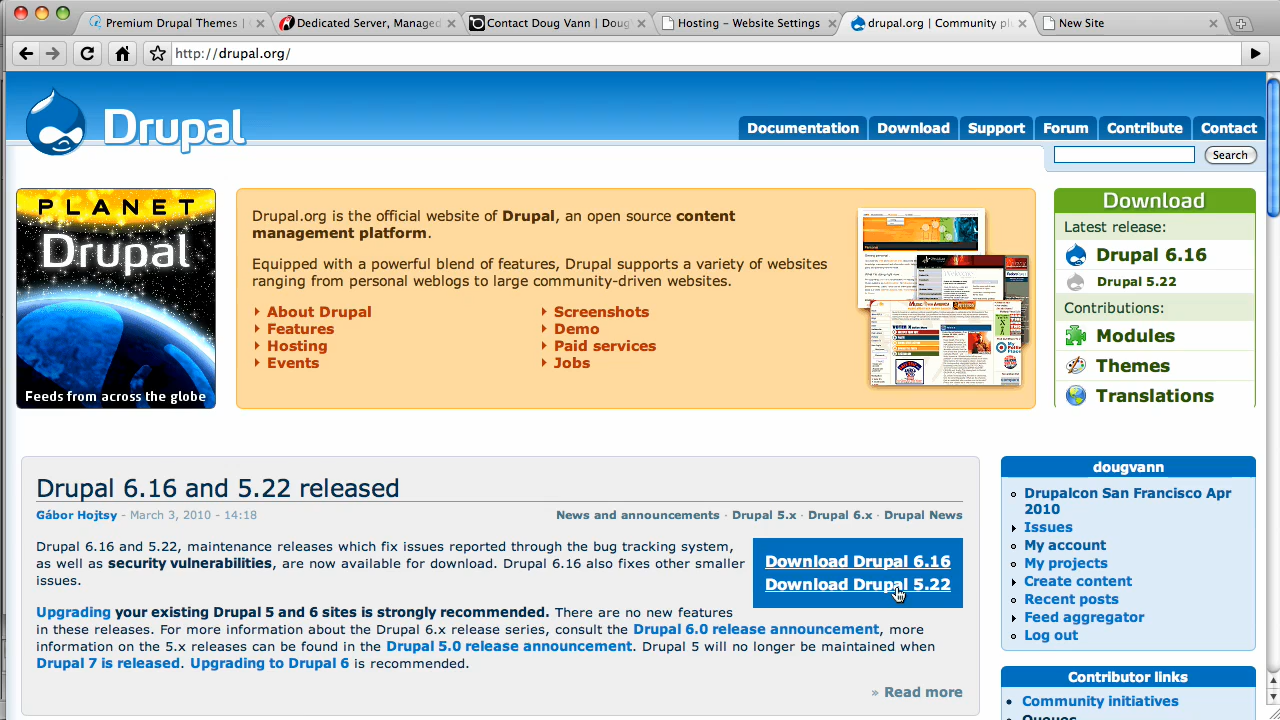 Premium Drupal Themes |
Dedicated Server, Managed
Contact Doug Vann | Doug
Hosting – Website Settings
drupal.org | Community pl
New Site
http://drupal.org/
Drupal
Documentation
Download
Support
Forum
Contribute
Contact
Search
PLANET
Drupal
Feeds from across the globe
Drupal.org is the official website of Drupal, an open source content
management platform.
Equipped with a powerful blend of features, Drupal supports a variety of websites
ranging from personal weblogs to large community-driven websites.
About Drupal
Features
Hosting
Events
Screenshots
Demo
Paid services
Jobs
Download
Latest release:
Drupal 6.16
Drupal 5.22
Contributions:
Modules
Themes
Translations
Drupal 6.16 and 5.22 released
Gábor Hojtsy - March 3, 2010 - 14:18
News and announcements · Drupal 5.x · Drupal 6.x · Drupal News
Drupal 6.16 and 5.22, maintenance releases which fix issues reported through the bug tracking system,
as well as security vulnerabilities, are now available for download. Drupal 6.16 also fixes other smaller
issues.
Download Drupal 6.16
Download Drupal 5.22
Upgrading your existing Drupal 5 and 6 sites is strongly recommended. There are no new features
in these releases. For more information about the Drupal 6.x release series, consult the Drupal 6.0 release announcement, more
information on the 5.x releases can be found in the Drupal 5.0 release announcement. Drupal 5 will no longer be maintained when
Drupal 7 is released. Upgrading to Drupal 6 is recommended.
» Read more
dougvann
Drupalcon San Francisco Apr
2010
Issues
My account
My projects
Create content
Recent posts
Feed aggregator
Log out
Contributor links
Community initiatives
Queues